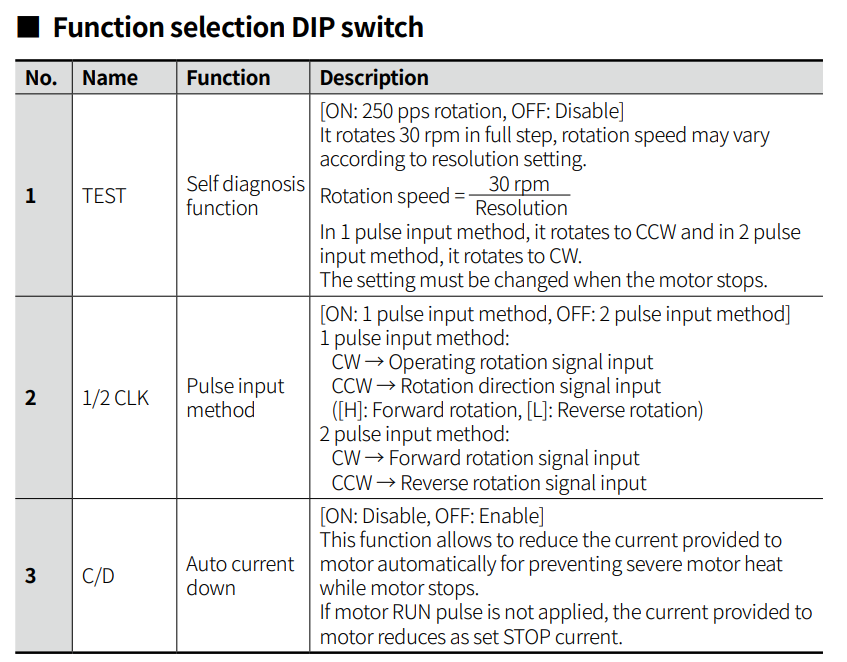 ■ Function selection DIP switch
No. Name Function Description
1 TEST Self diagnosis function
[ON: 250 pps rotation, OFF: Disable]
It rotates 30 rpm in full step, rotation speed may vary
according to resolution setting.
Rotation speed = 30 rpm / Resolution
In 1 pulse input method, it rotates to CCW and in 2 pulse
input method, it rotates to CW.
The setting must be changed when the motor stops.
2 1/2 CLK Pulse input method
[ON: 1 pulse input method, OFF: 2 pulse input method]
1 pulse input method:
CW → Operating rotation signal input
CCW → Rotation direction signal input
([H]: Forward rotation, [L]: Reverse rotation)
2 pulse input method:
CW → Forward rotation signal input
CCW → Reverse rotation signal input
3 C/D Auto current down
[ON: Disable, OFF: Enable]
This function allows to reduce the current provided to
motor automatically for preventing severe motor heat
while motor stops.
If motor RUN pulse is not applied, the current provided to
motor reduces as set STOP current.